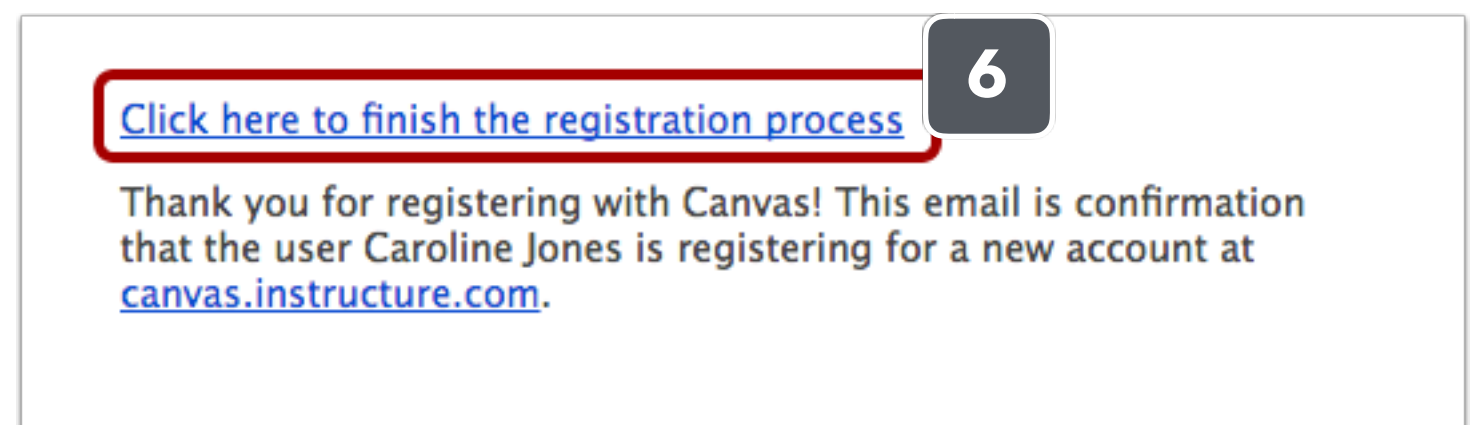 6
Click here to finish the registration process
Thank you for registering with Canvas! This email is confirmation
that the user Caroline Jones is registering for a new account at
canvas.instructure.com.